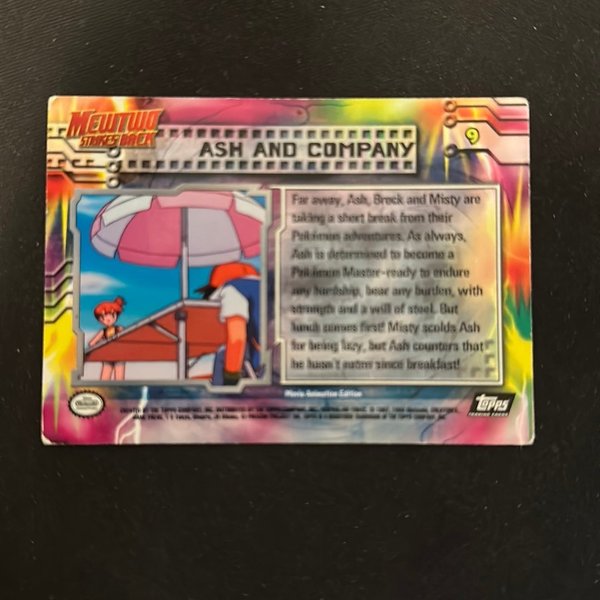 MEWTWO
STRIKES BACK
ASH AND COMPANY
9
Far away, Ash, Brock and Misty are
taking a short break from their
Pokémon adventures. As always,
Ash is determined to become a
Pokémon Master-ready to endure
any hardship, bear any burden, with
strength and a will of steel. But
lunch comes first! Misty scolds Ash
for being lazy, but Ash counters that
he hasn't eaten since breakfast!
Movie Animation Edition
Topps
TRADING CARDS